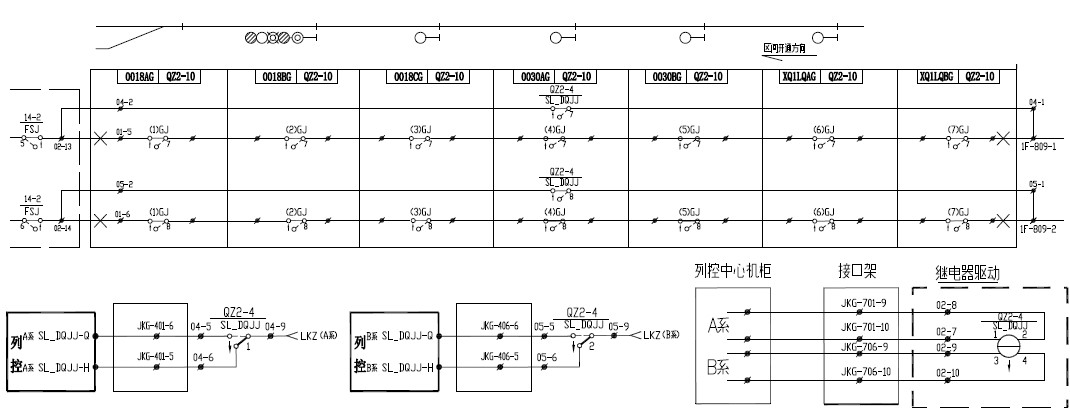 区间开通方向
0018AG QZ2-10 0018BG QZ2-10 0018CG QZ2-10 0030AG QZ2-10 0030BG QZ2-10 XQ1LQAG QZ2-10 XQ1LQBG QZ2-10
QZ2-4
04-2 SL_DQJJ 04-1
7
14-2
FSJ 01-5 (1)GJ (2)GJ (3)GJ (4)GJ (5)GJ (6)GJ (7)GJ
5 1 02-13 1 7 1 7 1 7 1 7 1 7 1 7 1 7 1F-809-1
QZ2-4
05-2 SL_DQJJ 05-1
8
14-2
FSJ 01-6 (1)GJ (2)GJ (3)GJ (4)GJ (5)GJ (6)GJ (7)GJ
6 1 02-14 1 8 1 8 1 8 1 8 1 8 1 8 1 8 1F-809-2
列控
A系 SL_DQJJ-Q JKG-401-6 04-5 QZ2-4 SL_DQJJ 04-9 LKZ(A系)
1
A系 SL_DQJJ-H JKG-401-5 04-6
列控
B系 SL_DQJJ-Q JKG-406-6 05-5 QZ2-4 SL_DQJJ 05-9 LKZ(B系)
2
B系 SL_DQJJ-H JKG-406-5 05-6
列控中心机柜 接口架 继电器驱动
A系 JKG-701-9 02-8
JKG-701-10 02-7
QZ2-4
SL_DQJJ
1 2
B系 JKG-706-9 02-9
3 4
JKG-706-10 02-10